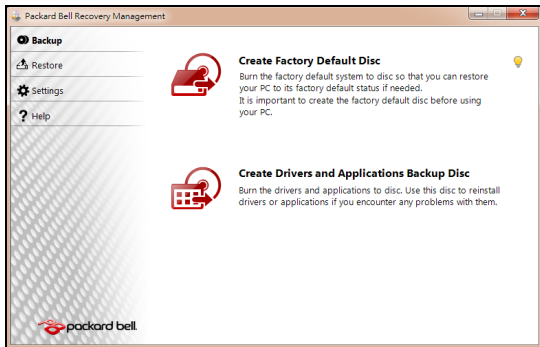 Packard Bell Recovery Management
Backup
Restore
Settings
Help
Create Factory Default Disc
Burn the factory default system to disc so that you can restore
your PC to its factory default status if needed.
It is important to create the factory default disc before using
your PC.
Create Drivers and Applications Backup Disc
Burn the drivers and applications to disc. Use this disc to reinstall
drivers or applications if you encounter any problems with them.
packard bell.